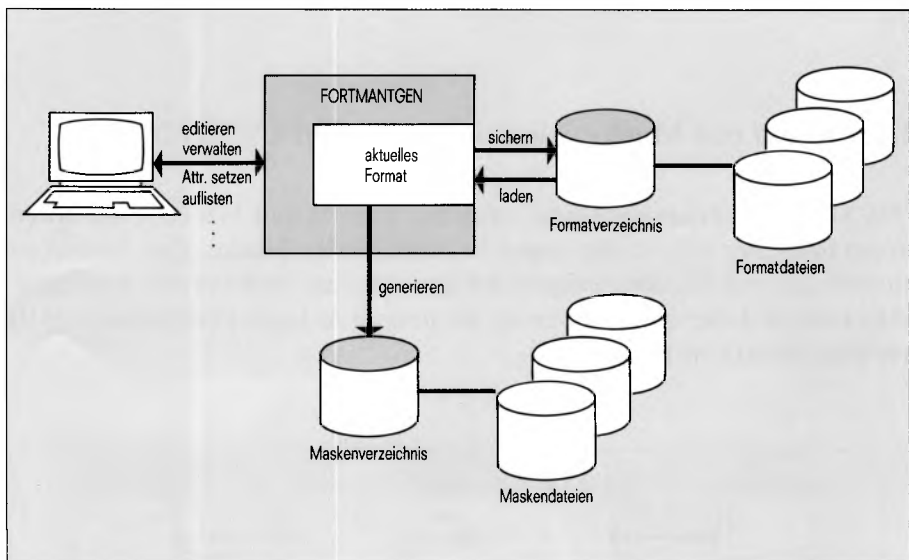 FORTMANTGEN
editieren
verwalten
Attr. setzen
auflisten
aktuelles
Format
sichern
laden
Formatverzeichnis
Formatdateien
generieren
Maskenverzeichnis
Maskendateien